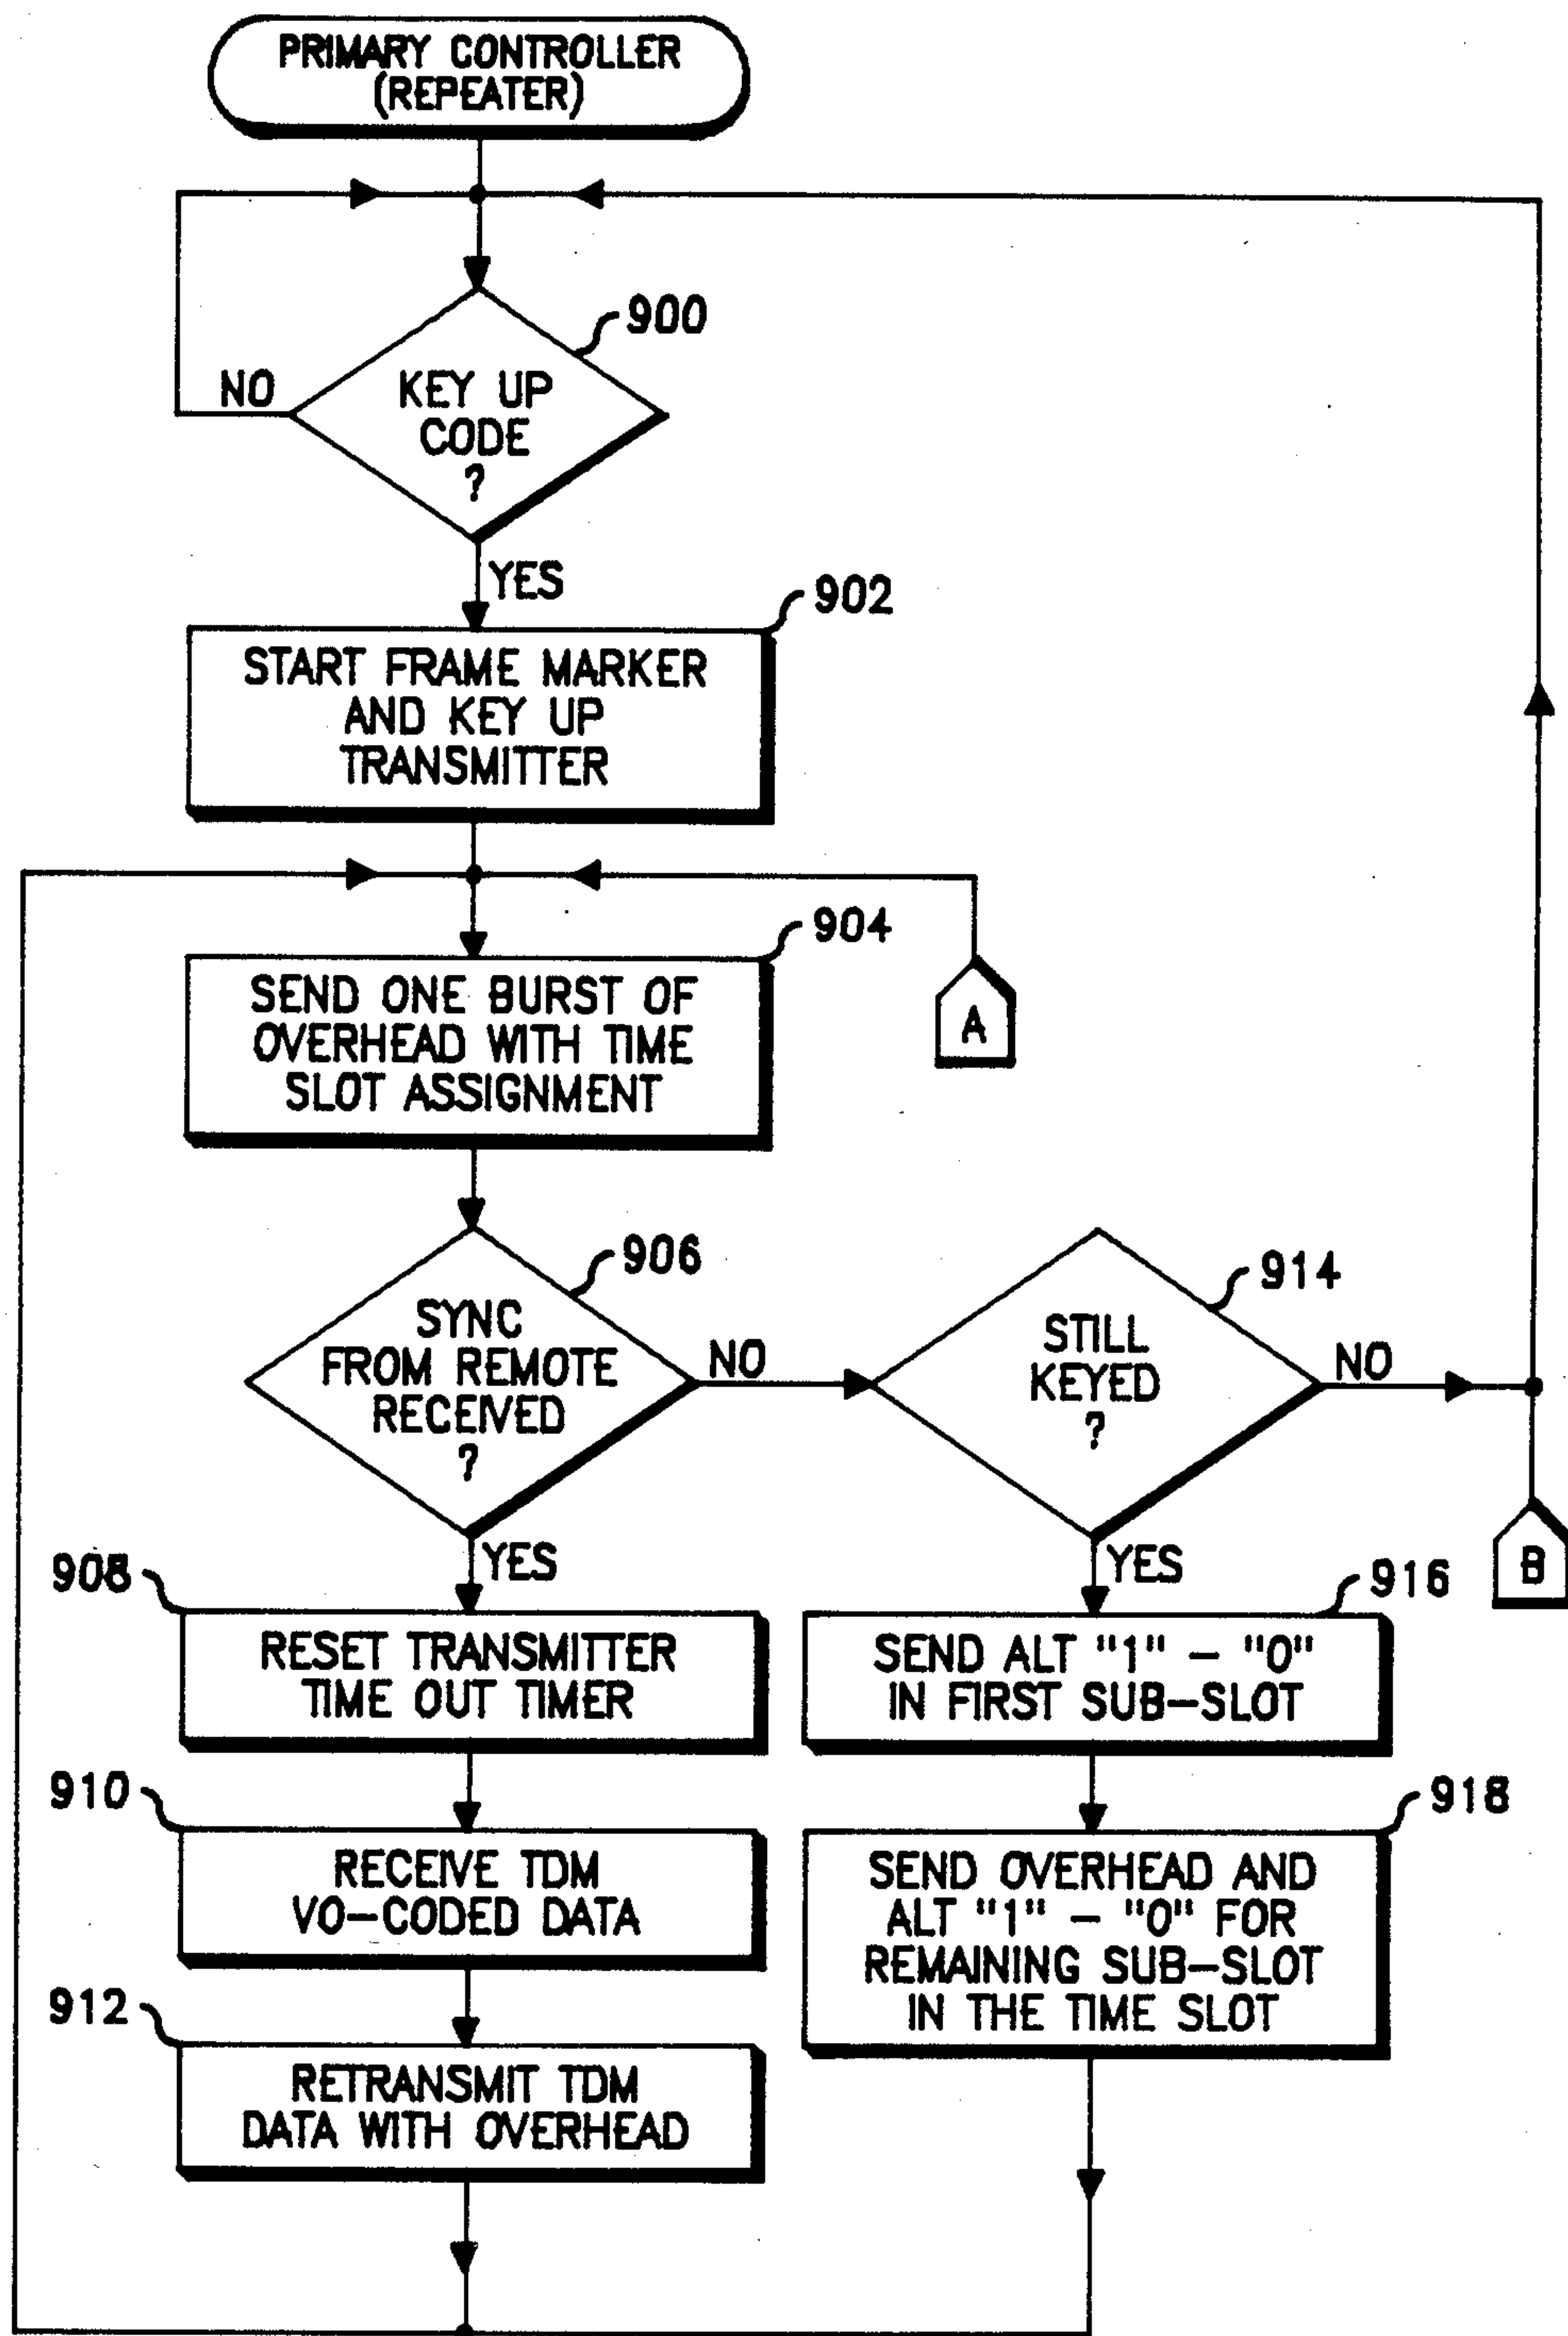 PRIMARY CONTROLLER
(REPEATER)
900
NO
KEY UP
CODE
?
YES
902
START FRAME MARKER
AND KEY UP
TRANSMITTER
904
SEND ONE BURST OF
OVERHEAD WITH TIME
SLOT ASSIGNMENT
A
906
SYNC
FROM REMOTE
RECEIVED
?
NO
914
STILL
KEYED
?
NO
B
YES
908
RESET TRANSMITTER
TIME OUT TIMER
910
RECEIVE TDM
VO-CODED DATA
912
RETRANSMIT TDM
DATA WITH OVERHEAD
YES
916
SEND ALT "1" - "0"
IN FIRST SUB-SLOT
918
SEND OVERHEAD AND
ALT "1" - "0" FOR
REMAINING SUB-SLOT
IN THE TIME SLOT